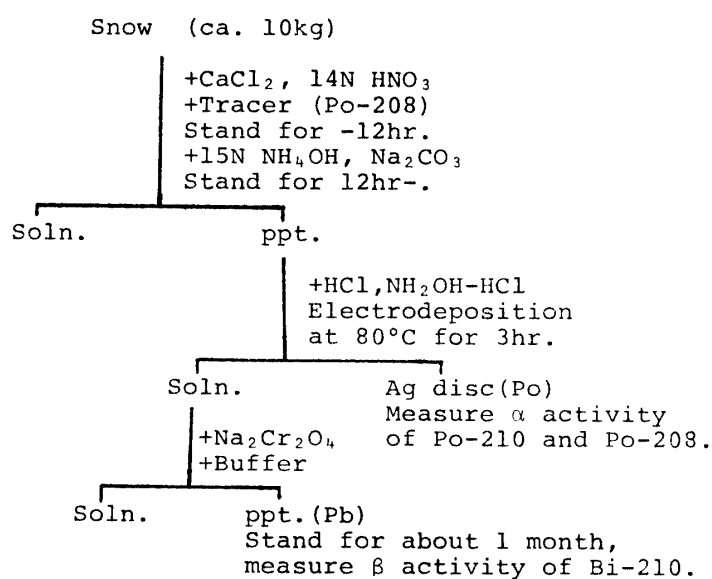 Snow (ca. 10kg)
+CaCl₂, 14N HNO₃
+Tracer (Po-208)
Stand for -12hr.
+15N NH₄OH, Na₂CO₃
Stand for 12hr-.
Soln. ppt.
+HCl,NH₂OH-HCl
Electrodeposition
at 80°C for 3hr.
Soln. Ag disc(Po)
Measure α activity
of Po-210 and Po-208.
+Na₂Cr₂O₄
+Buffer
Soln. ppt.(Pb)
Stand for about 1 month,
measure β activity of Bi-210.